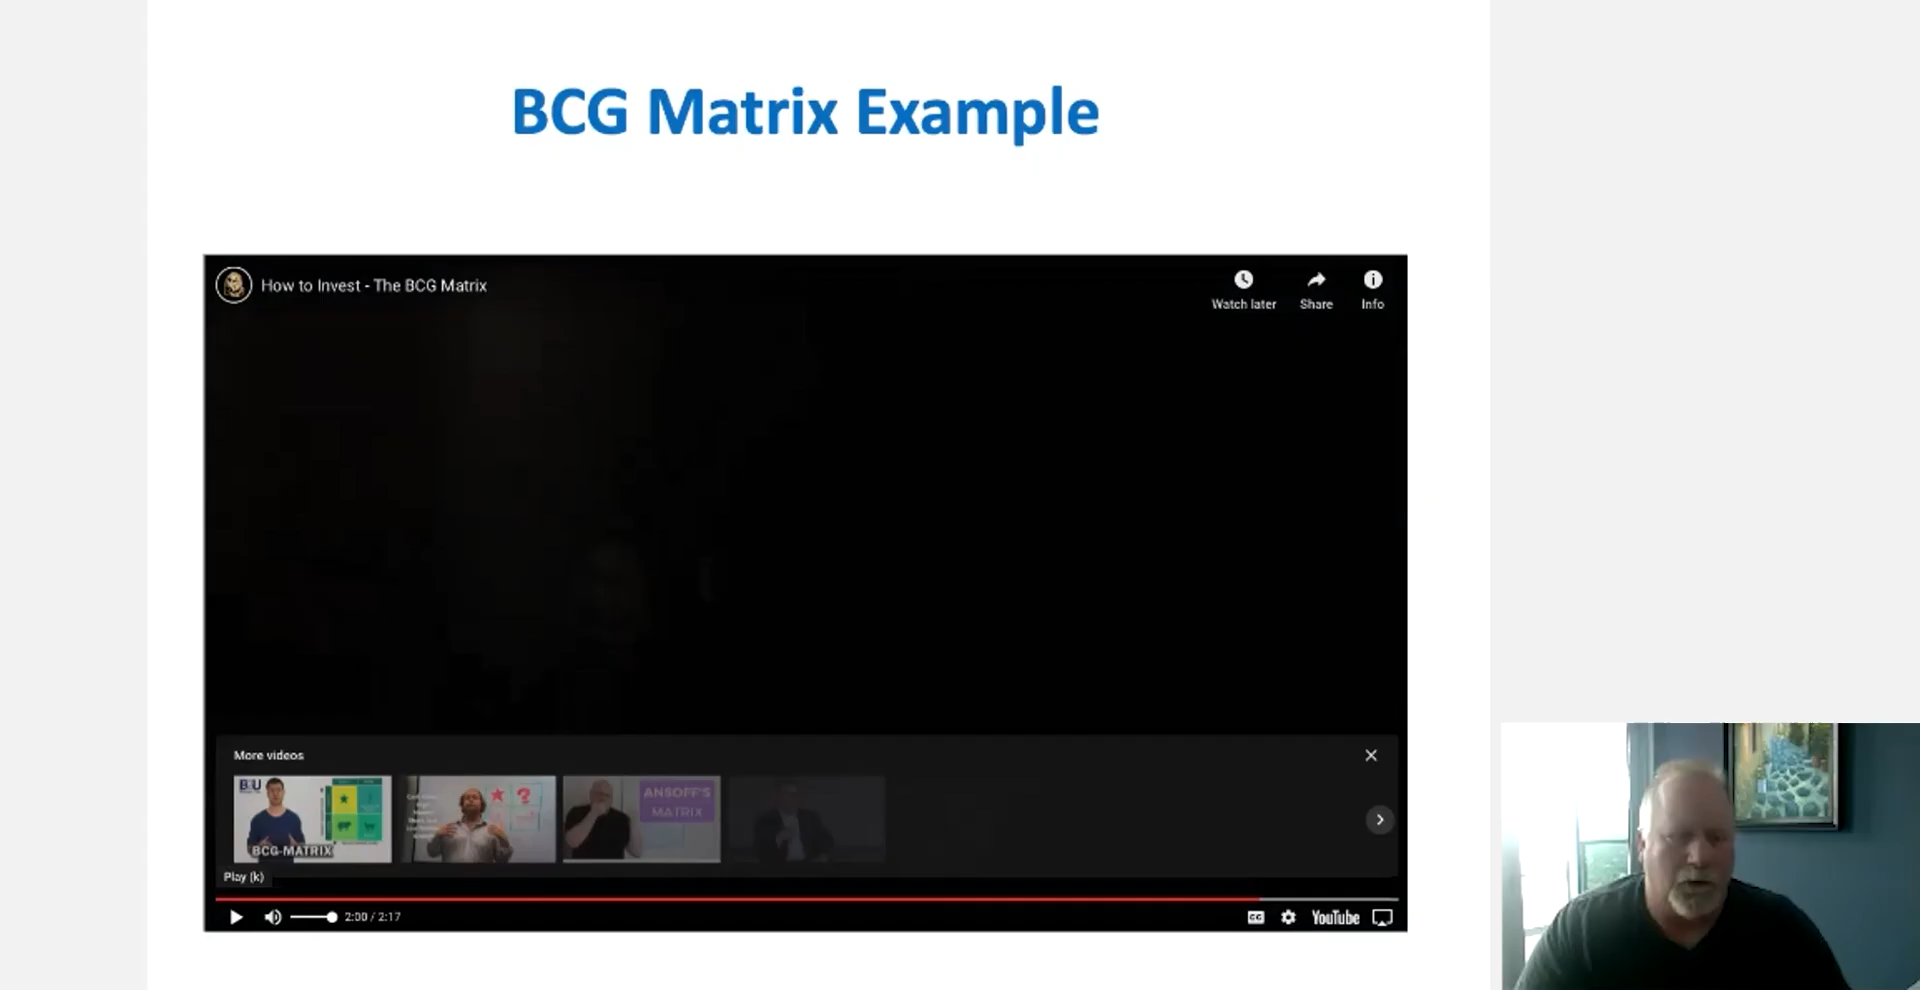 BCG Matrix Example
How to Invest - The BCG Matrix
Watch later
Share
Info
More videos
BCG-MATRIX
ANSOFF'S
MATRIX
Play (k)
2:00 / 2:17
CC
YouTube